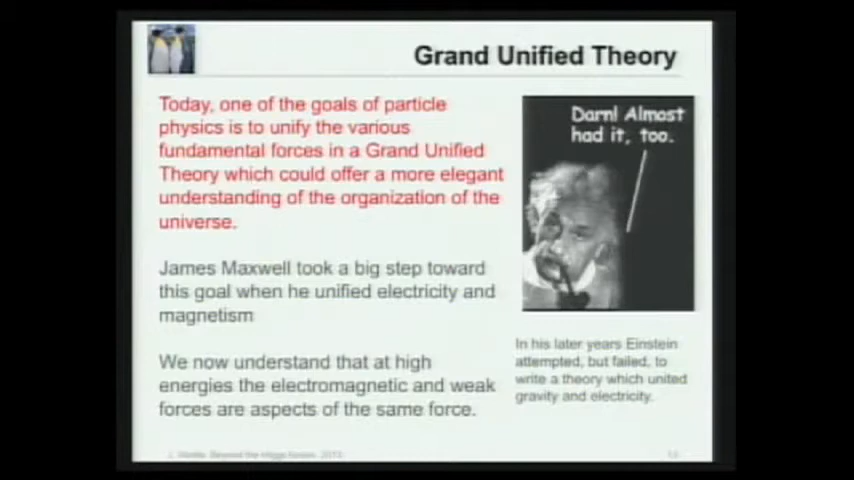 Grand Unified Theory
Today, one of the goals of particle
physics is to unify the various
fundamental forces in a Grand Unified
Theory which could offer a more elegant
understanding of the organization of the
universe.
James Maxwell took a big step toward
this goal when he unified electricity and
magnetism
We now understand that at high
energies the electromagnetic and weak
forces are aspects of the same force.
Darn! Almost
had it, too.
In his later years Einstein
attempted, but failed, to
write a theory which united
gravity and electricity.